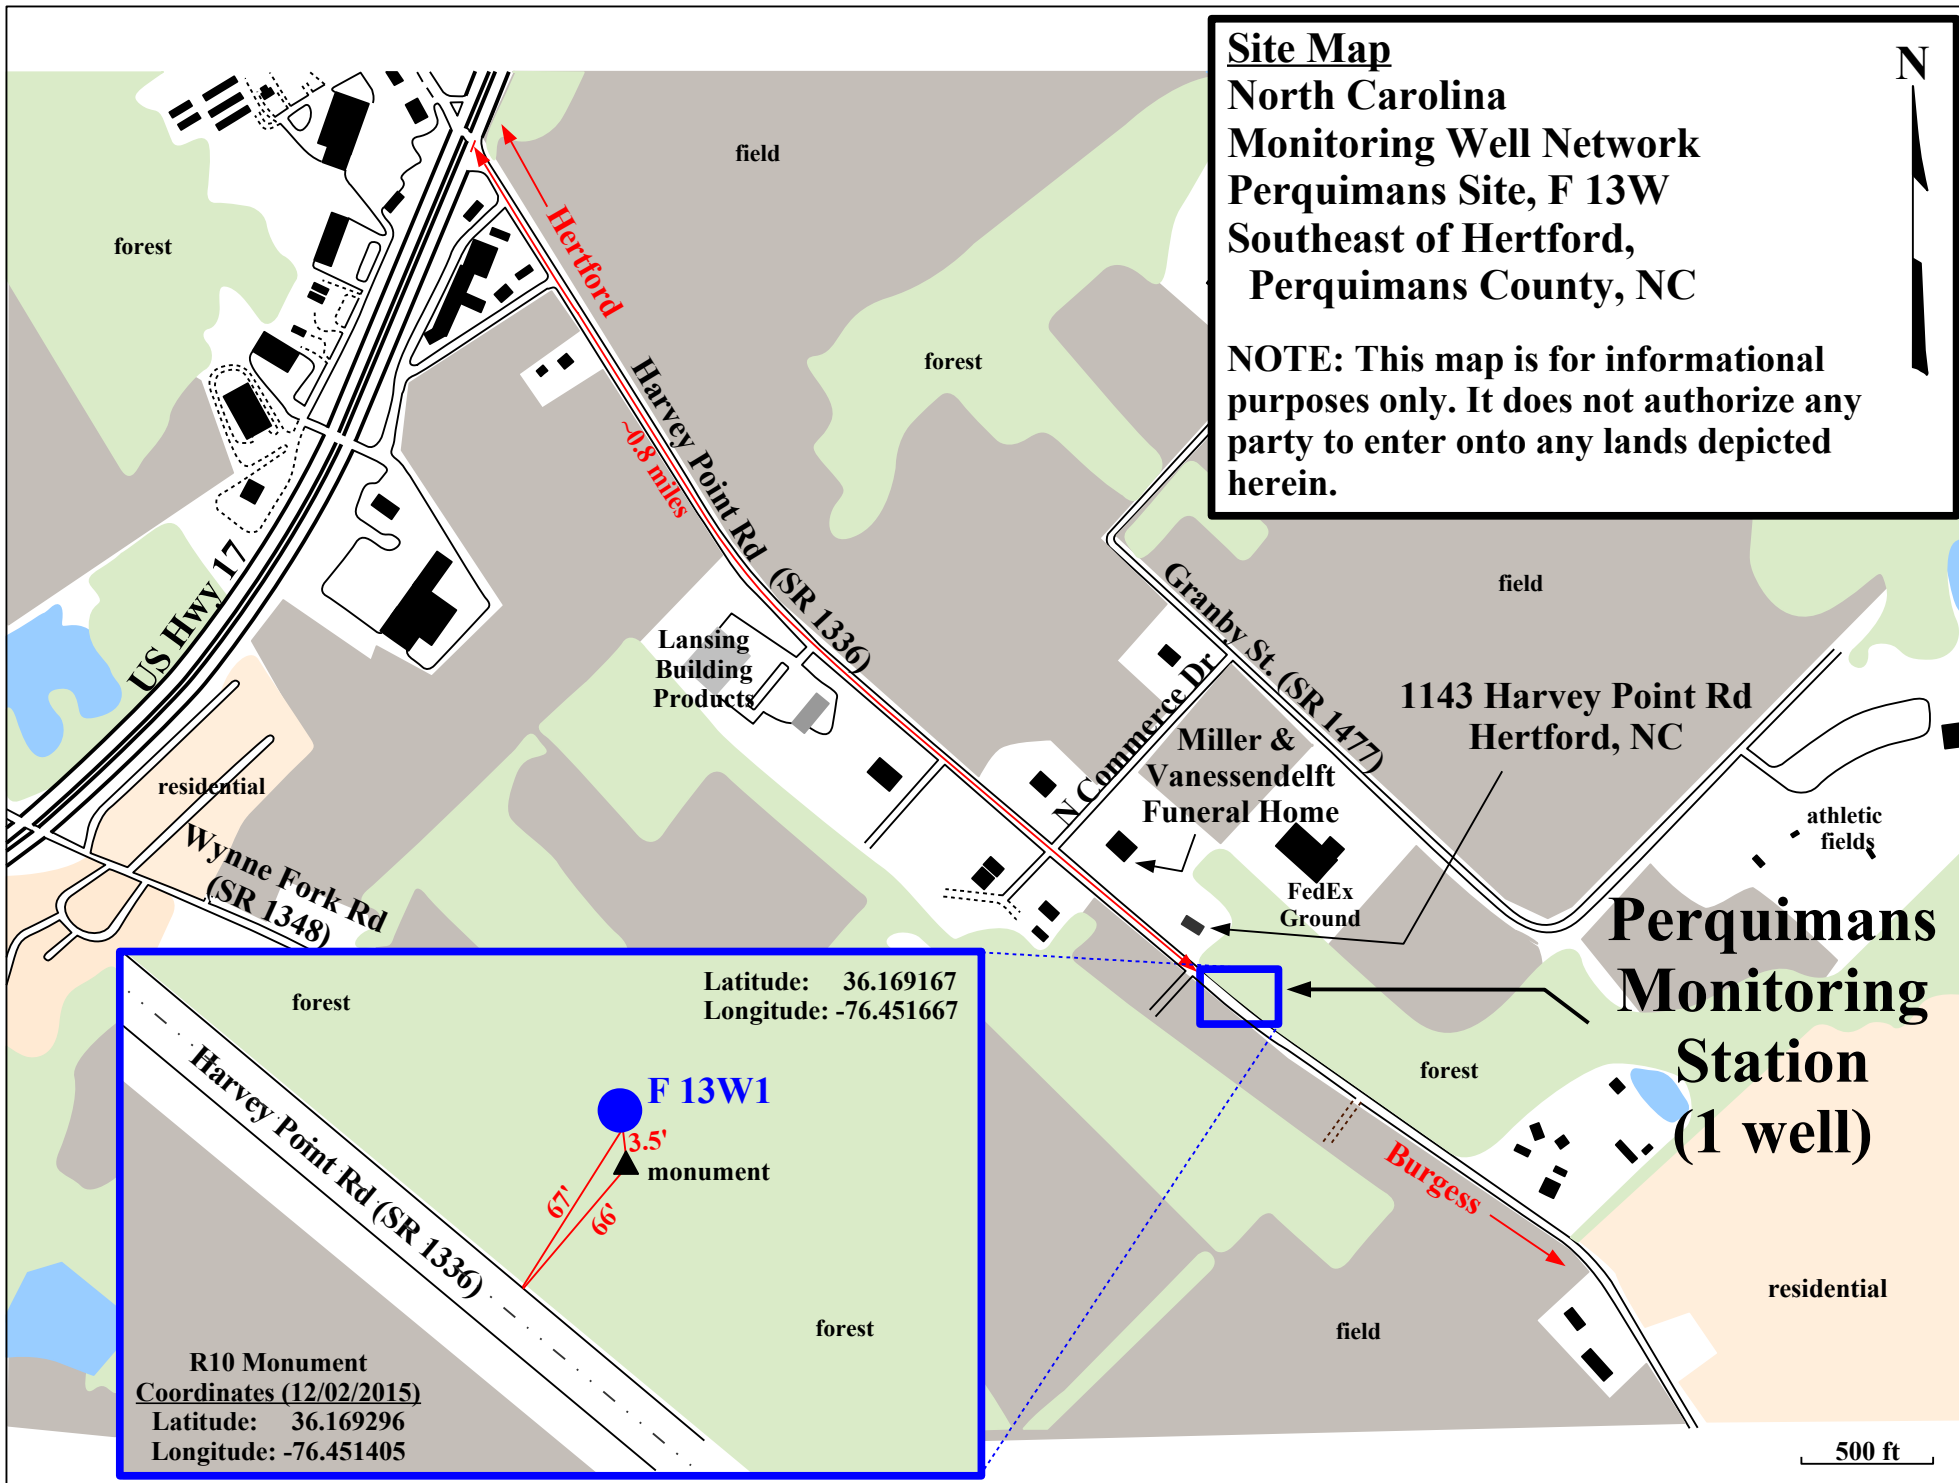 Site Map
N
North Carolina
Monitoring Well Network
Perquimans Site, F 13W
Southeast of Hertford,
Perquimans County, NC
NOTE: This map is for informational
purposes only. It does not authorize any
party to enter onto any lands depicted
herein.
field
forest
Hertford
forest
Harvey Point Rd (SR 1336)
~0.8 miles
US Hwy 17
field
Granby St. (SR 1477)
Lansing
Building
Products
N Commerce Dr
1143 Harvey Point Rd
Hertford, NC
Miller &
Vanessendelft
Funeral Home
residential
athletic
fields
Wynne Fork Rd
(SR 1348)
FedEx
Ground
Perquimans
Monitoring
Station
(1 well)
forest
Burgess
residential
field
Latitude: 36.169167
Longitude: -76.451667
forest
F 13W1
3.5'
monument
67'
66'
Harvey Point Rd (SR 1336)
forest
R10 Monument
Coordinates (12/02/2015)
Latitude: 36.169296
Longitude: -76.451405
500 ft